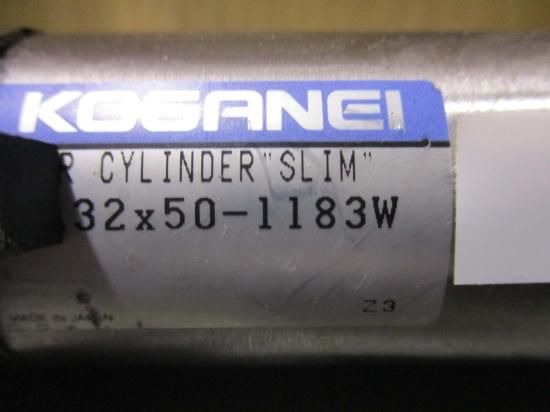 KOGANEI
R CYLINDER "SLIM"
32x50-1183W
MADE IN JAPAN
Z3